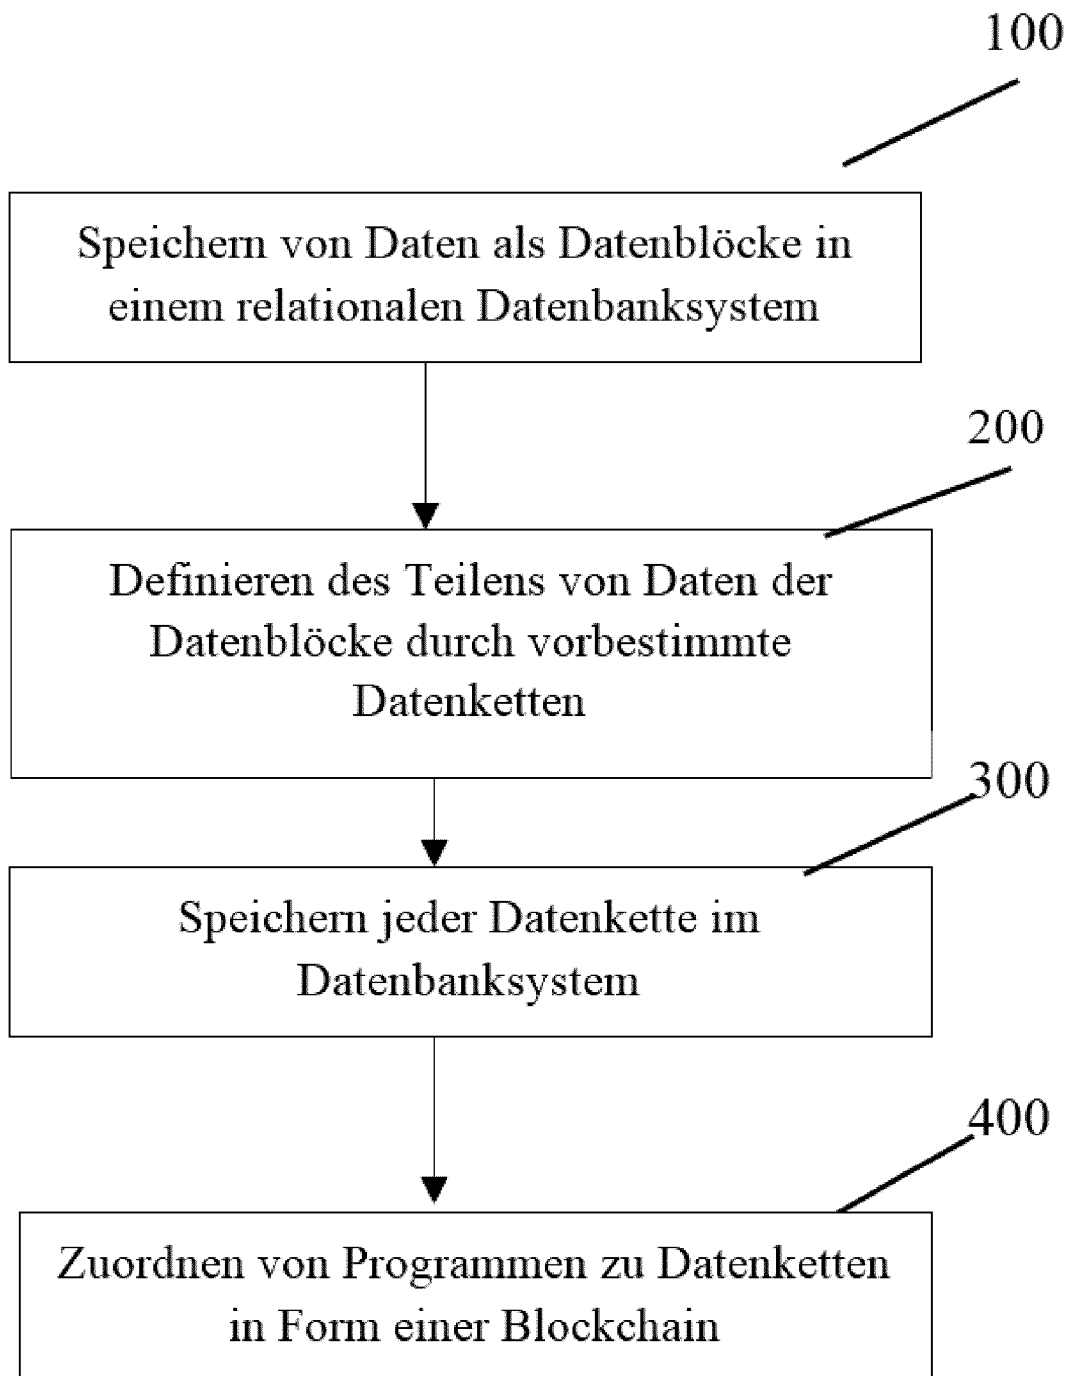 100
Speichern von Daten als Datenblöcke in
einem relationalen Datenbanksystem
200
Definieren des Teilens von Daten der
Datenblöcke durch vorbestimmte
Datenketten
300
Speichern jeder Datenkette im
Datenbanksystem
400
Zuordnen von Programmen zu Datenketten
in Form einer Blockchain